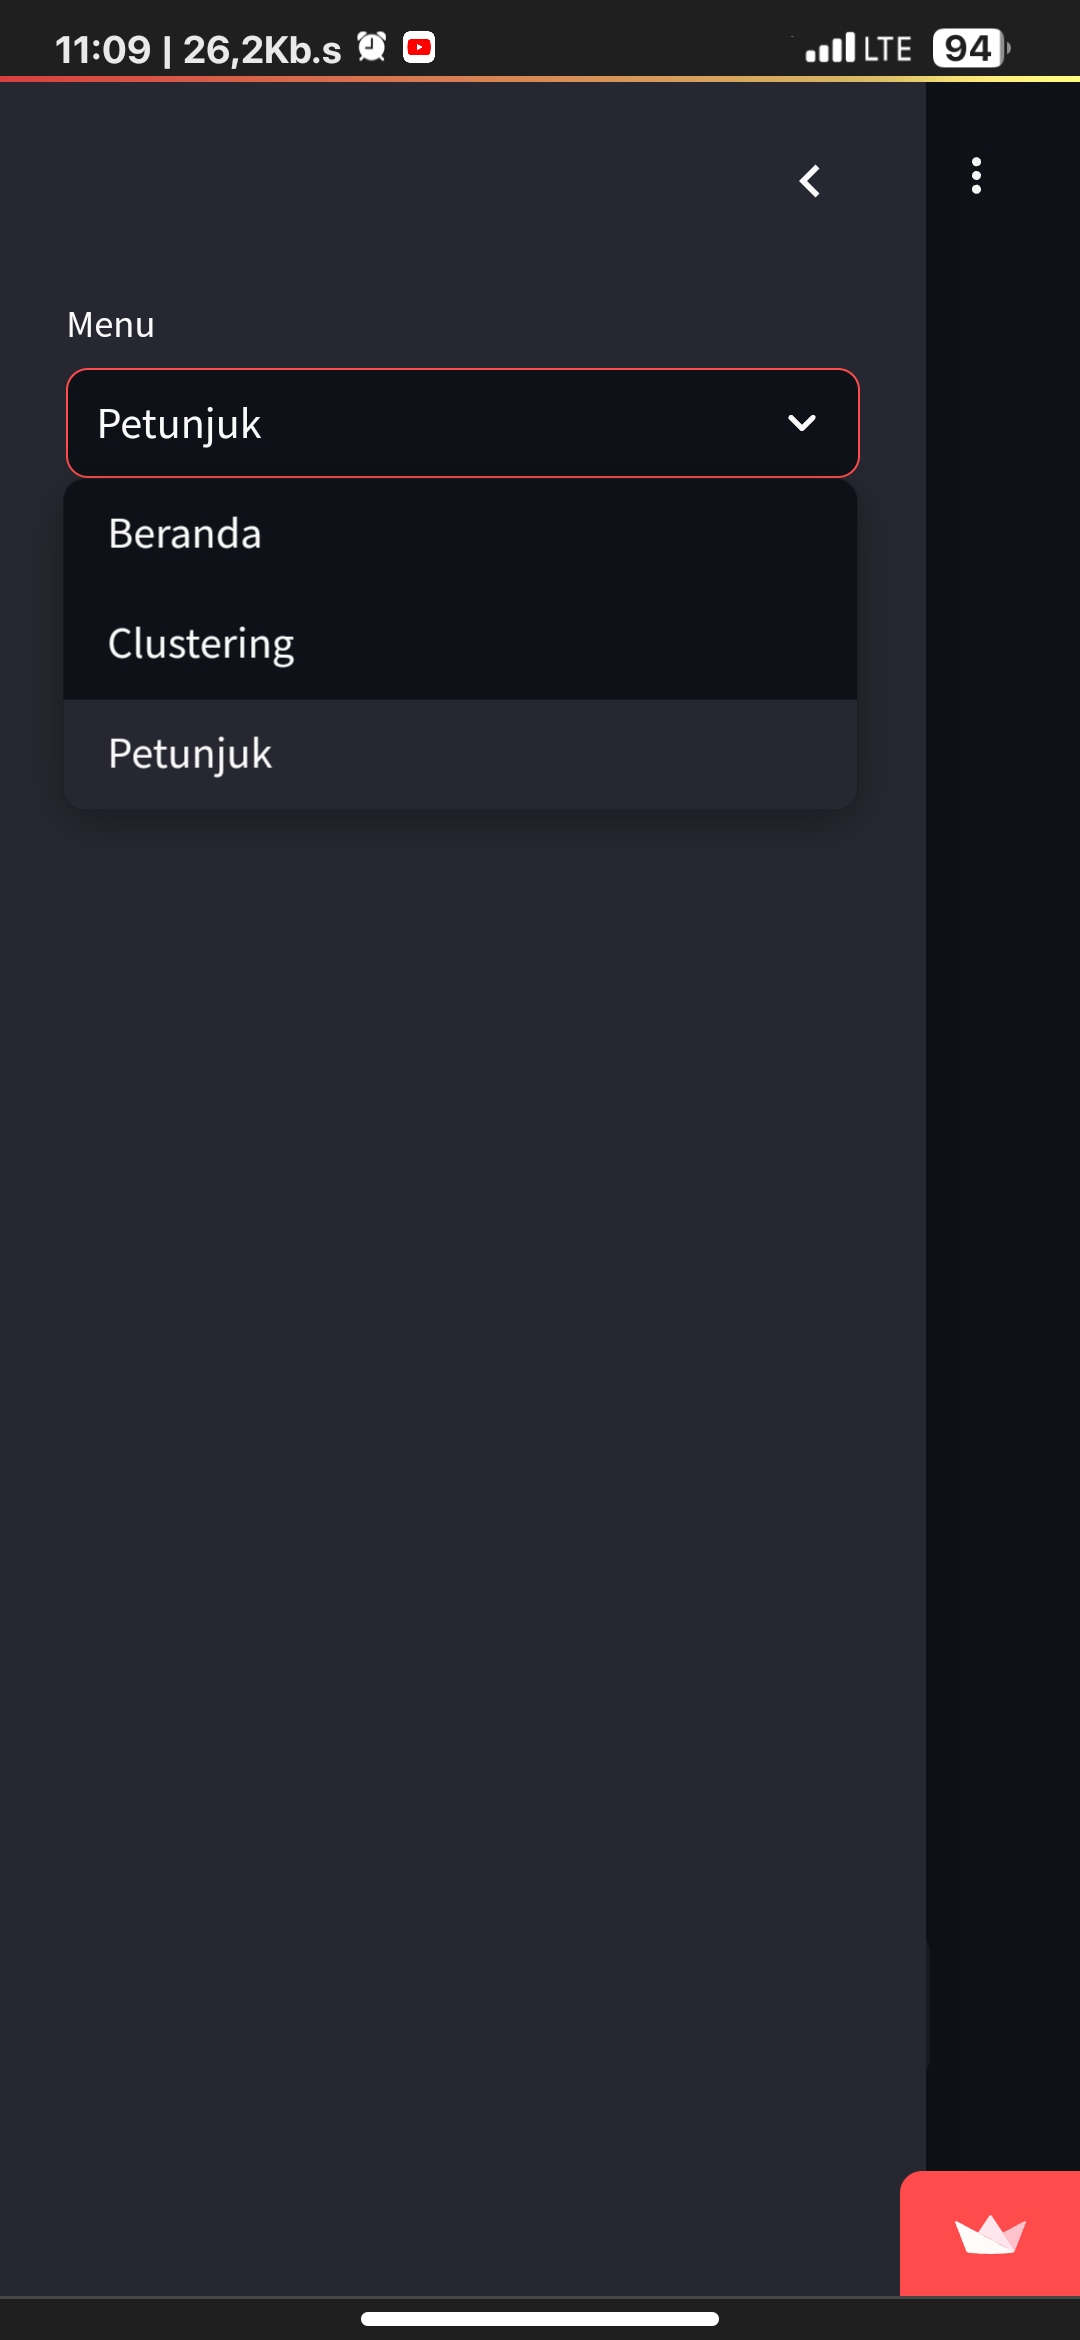 11:09 | 26,2Kb.s LTE 94
Menu
Petunjuk
Beranda
Clustering
Petunjuk